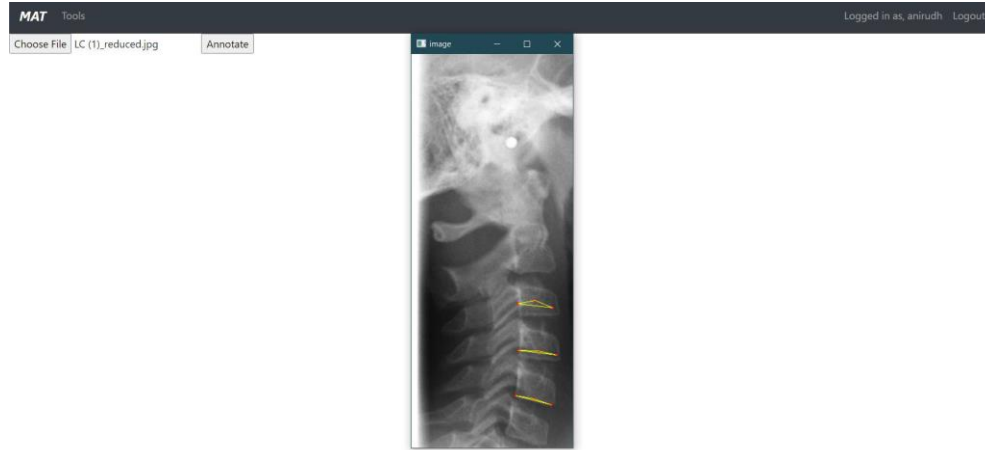 MAT Tools Logged in as, anirudh Logout
Choose File LC (1)_reduced.jpg Annotate
image